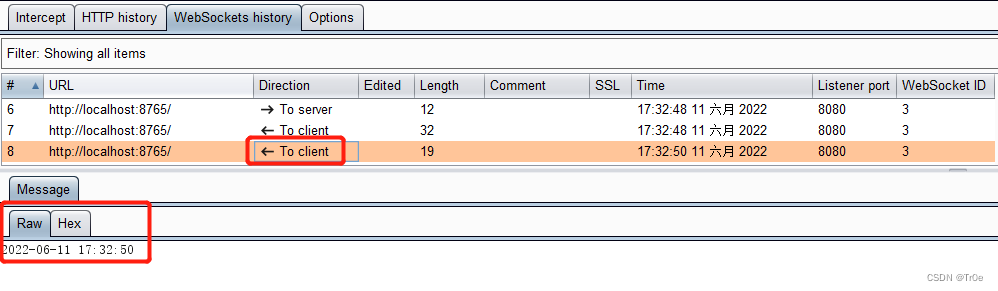 Intercept HTTP history WebSockets history Options
Filter: Showing all items
# URL Direction Edited Length Comment SSL Time Listener port WebSocket ID
6 http://localhost:8765/ → To server 12 17:32:48 11 六月 2022 8080 3
7 http://localhost:8765/ ← To client 32 17:32:48 11 六月 2022 8080 3
8 http://localhost:8765/ ← To client 19 17:32:50 11 六月 2022 8080 3
Message
Raw Hex
2022-06-11 17:32:50
CSDN @Tr0e